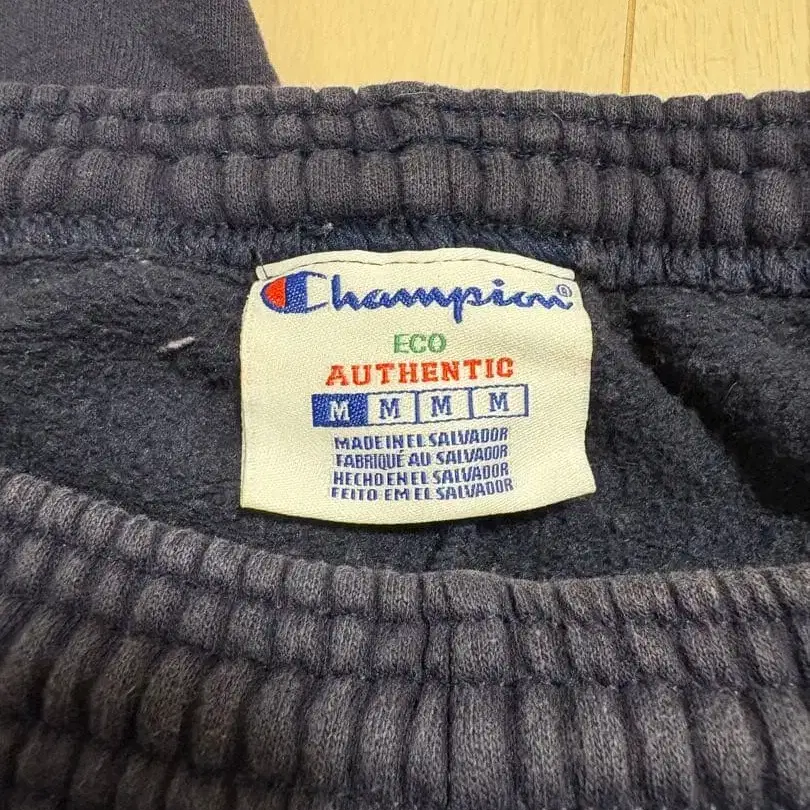 Champion®
ECO
AUTHENTIC
M M M M
MADE IN EL SALVADOR
FABRIQUÉ AU SALVADOR
HECHO EN EL SALVADOR
FEITO EM EL SALVADOR